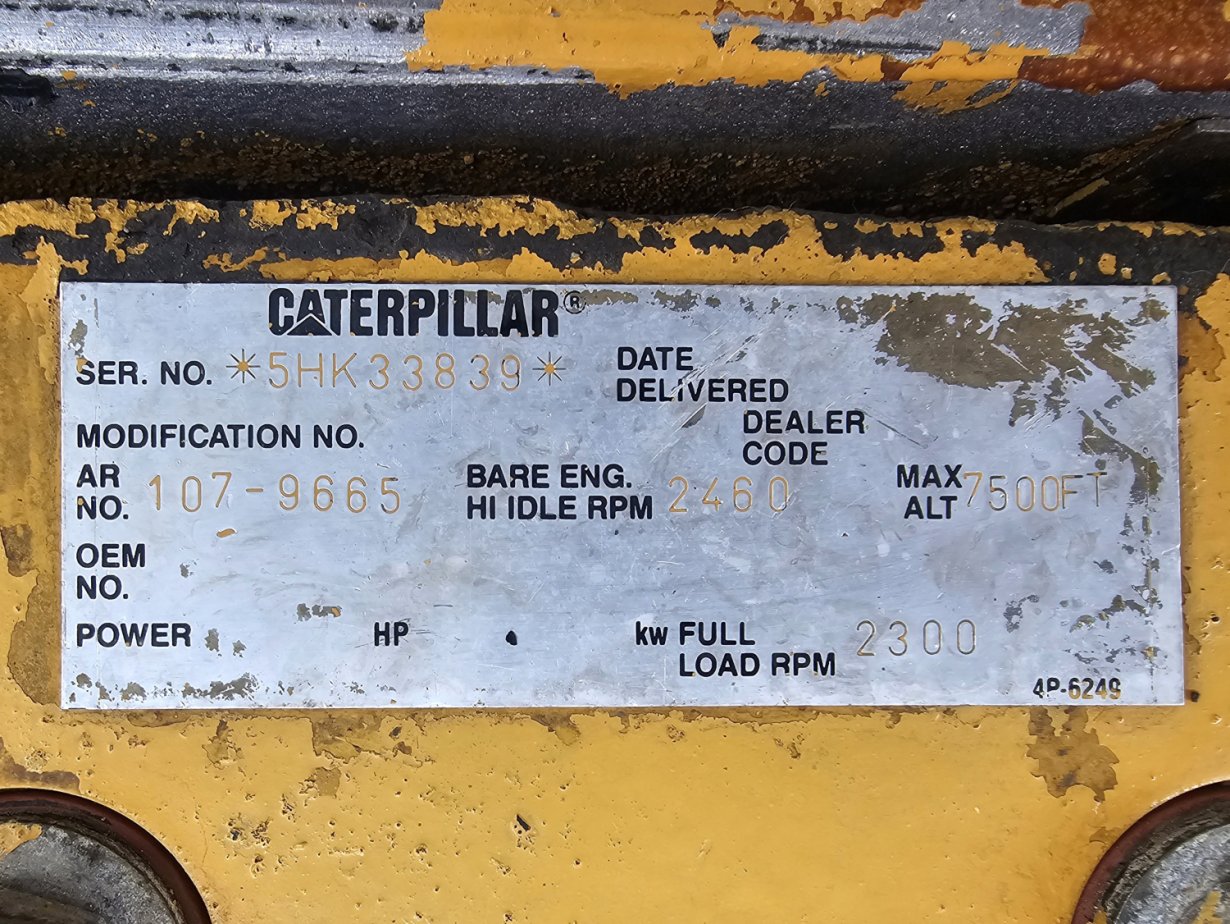 CATERPILLAR®
SER. NO. *5HK33839*
DATE
DELIVERED
DEALER
CODE
MODIFICATION NO.
AR
NO. 107-9665
BARE ENG.
HI IDLE RPM 2460
MAX
ALT 7500FT
OEM
NO.
POWER HP kw
FULL
LOAD RPM 2300
4P-6249